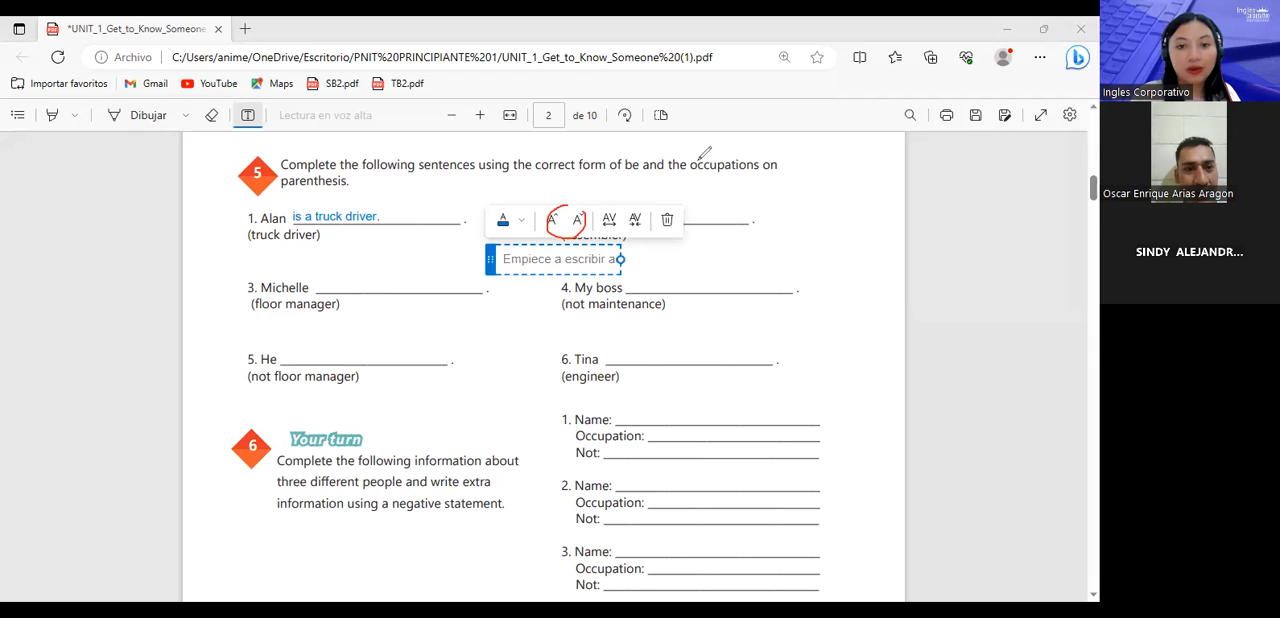 *UNIT_1_Get_to_Know_Someone
Archivo
C:/Users/anime/OneDrive/Escritorio/PNIT%20PRINCIPIANTE%201/UNIT_1_Get_to_Know_Someone%20(1).pdf
Importar favoritos
Gmail
YouTube
Maps
SB2.pdf
TB2.pdf
Dibujar
Lectura en voz alta
2
de 10
5
Complete the following sentences using the correct form of be and the occupations on
parenthesis.
1. Alan is a truck driver. .
(truck driver)
.
Empiece a escribir a
3. Michelle .
(floor manager)
4. My boss .
(not maintenance)
5. He .
(not floor manager)
6. Tina .
(engineer)
6
Your turn
Complete the following information about
three different people and write extra
information using a negative statement.
1. Name:
Occupation:
Not:
2. Name:
Occupation:
Not:
3. Name:
Occupation:
Not:
Ingles Corporativo
Oscar Enrique Arias Aragon
SINDY ALEJANDR...